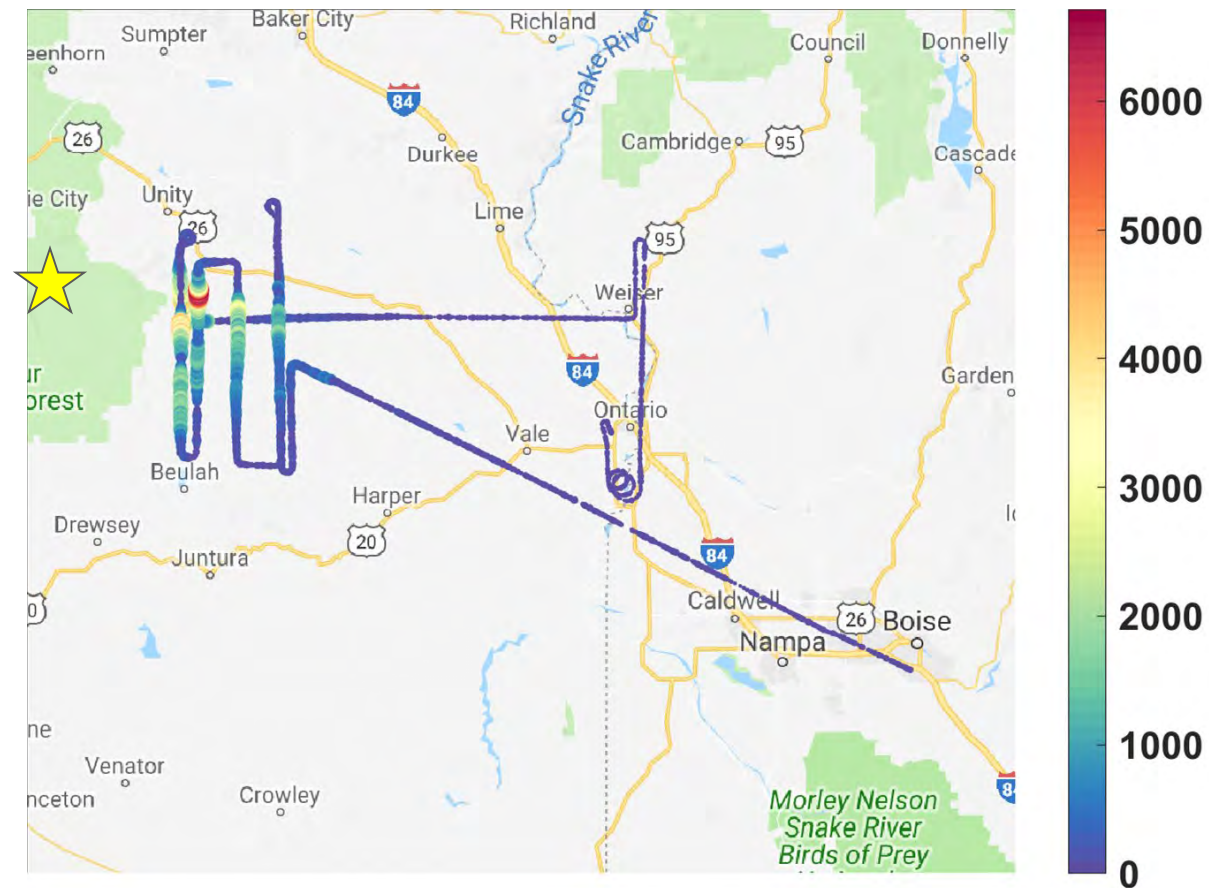 Baker City
Richland
Sumpter
eenhorn
Council
Donnelly
Snake River
84
26
Durkee
Cambridge
95
Cascade
ie City
Unity
26
Lime
95
Weiser
84
Garden
ur
orest
Ontario
Vale
Beulah
Harper
Drewsey
20
Juntura
84
Caldwell
26
Boise
Nampa
0
ne
Venator
nceton
Crowley
84
Morley Nelson
Snake River
Birds of Prey
6000
5000
4000
3000
2000
1000
0